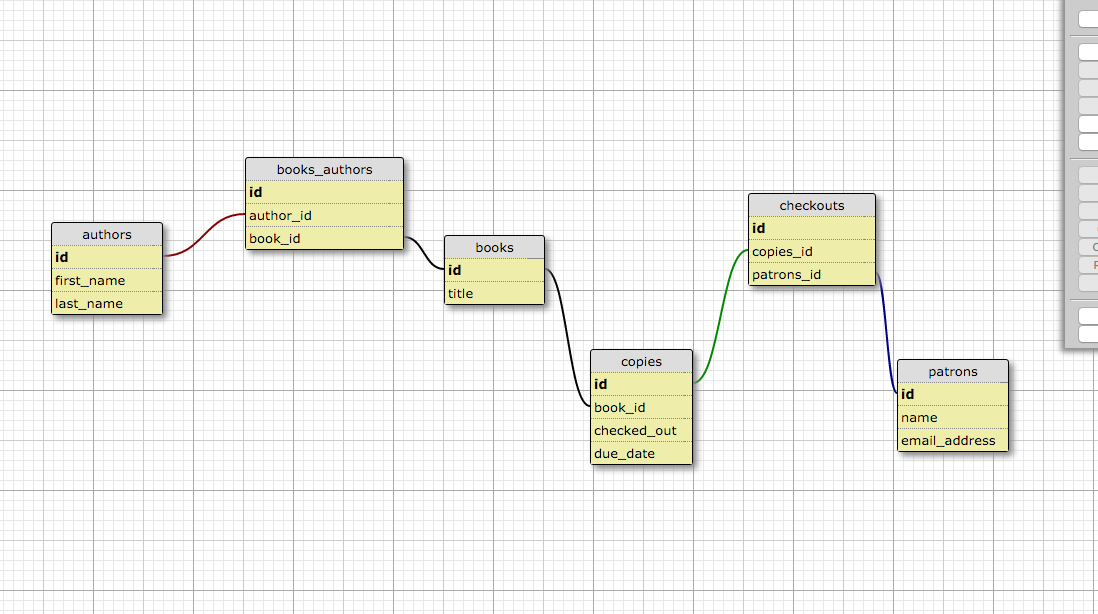 authors
id
first_name
last_name
books_authors
id
author_id
book_id
books
id
title
copies
id
book_id
checked_out
due_date
checkouts
id
copies_id
patrons_id
patrons
id
name
email_address